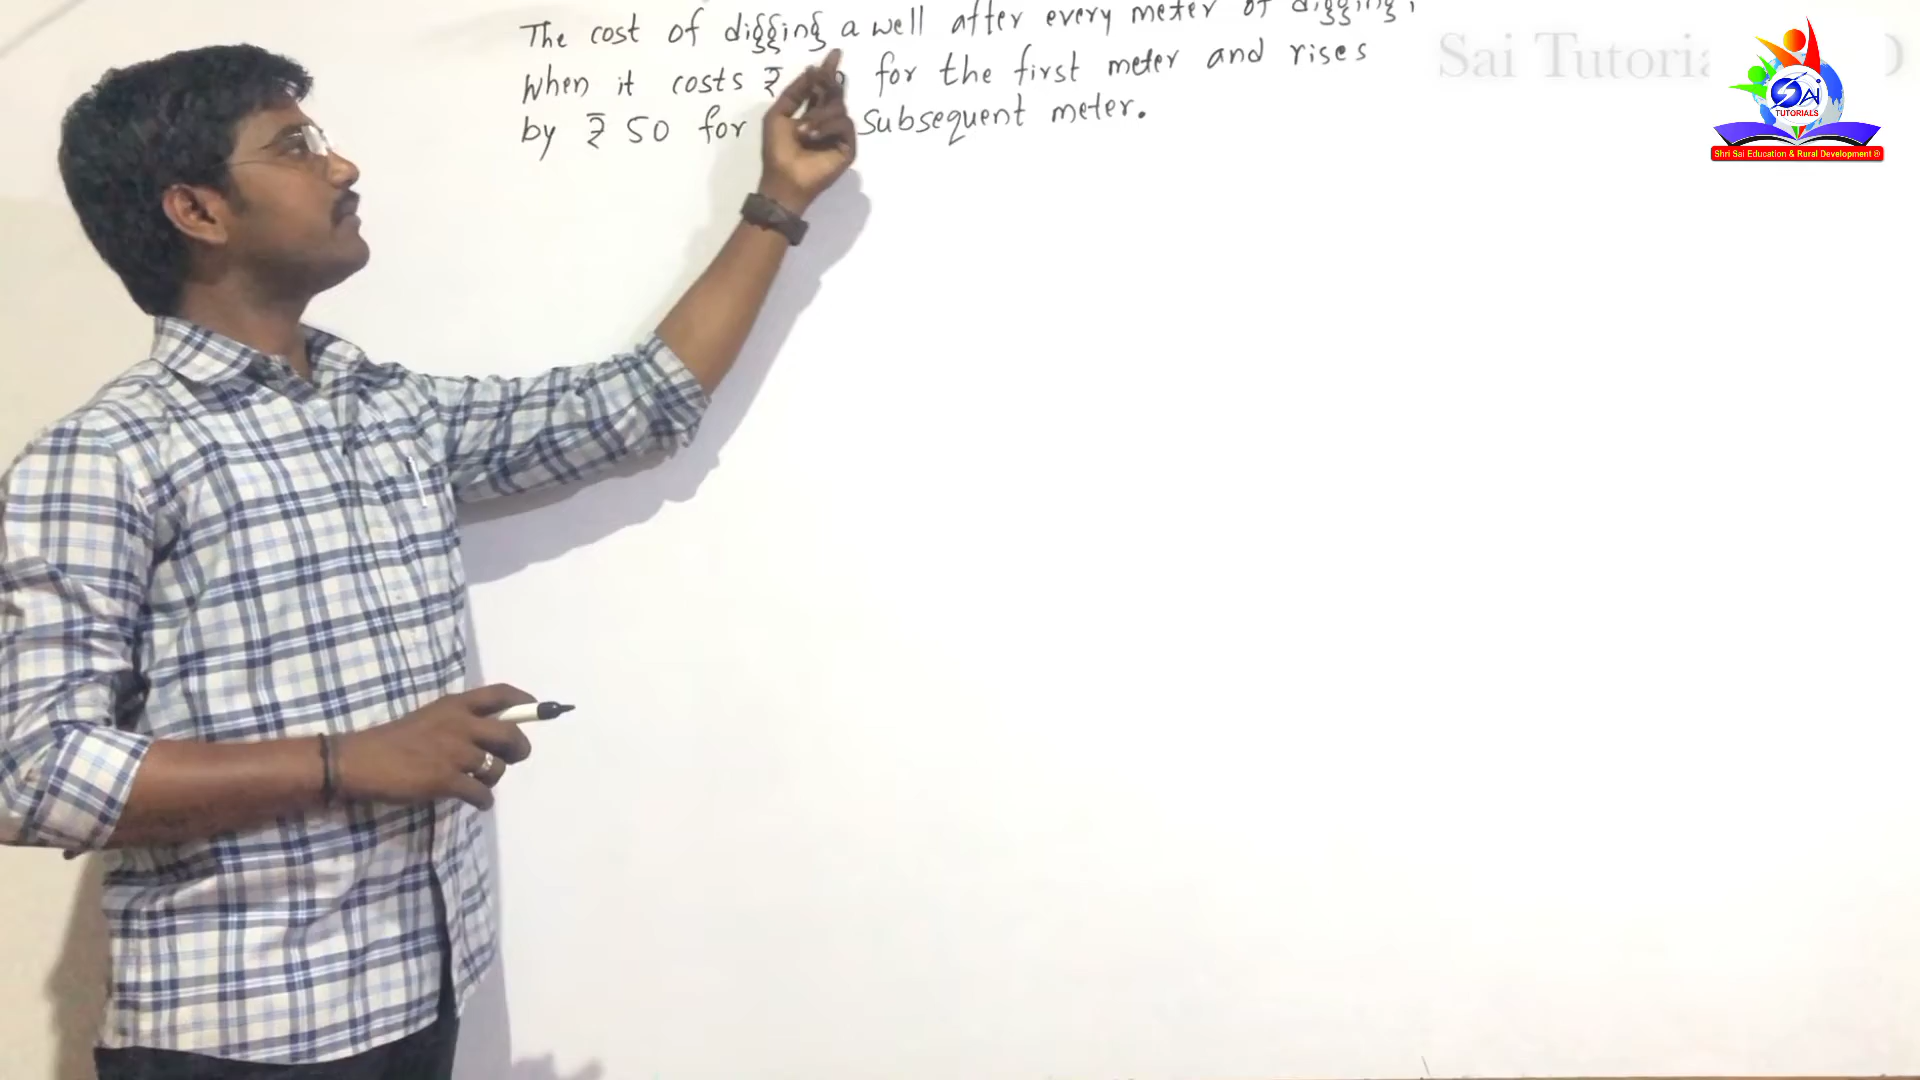 The cost of digging a well after every meter of digging,
When it costs ₹ for the first meter and rises
by ₹ 50 for subsequent meter.
Sai Tutoria
SAI
TUTORIALS
Shri Sai Education & Rural Development ®